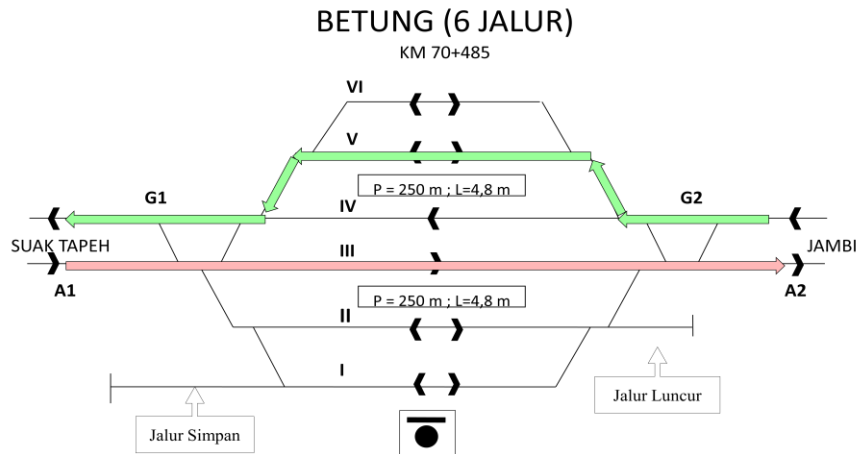 BETUNG (6 JALUR)
KM 70+485
VI
V
P = 250 m ; L=4,8 m
G1
IV
G2
SUAK TAPEH
III
JAMBI
A1
P = 250 m ; L=4,8 m
A2
II
I
Jalur Simpan
Jalur Luncur